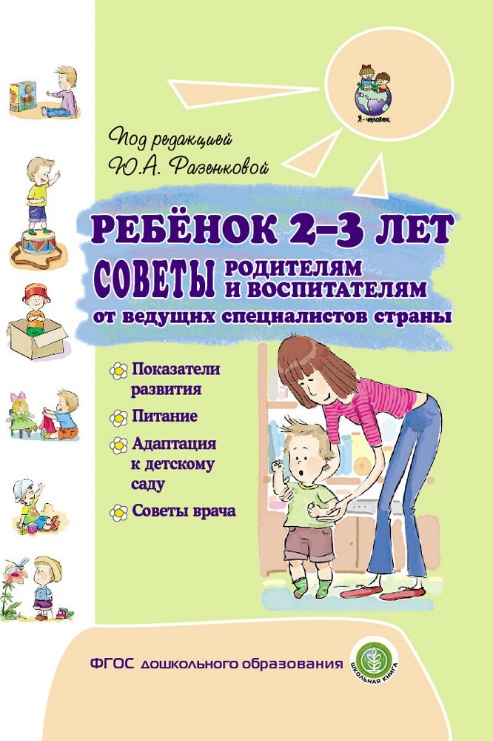 Я - человек
Под редакцией
Ю.А. Разенковой
РЕБЁНОК 2–3 ЛЕТ
СОВЕТЫ РОДИТЕЛЯМ
И ВОСПИТАТЕЛЯМ
от ведущих специалистов страны
Показатели
развития
Питание
Адаптация
к детскому
саду
Советы врача
ФГОС дошкольного образования
ШКОЛЬНАЯ КНИГА